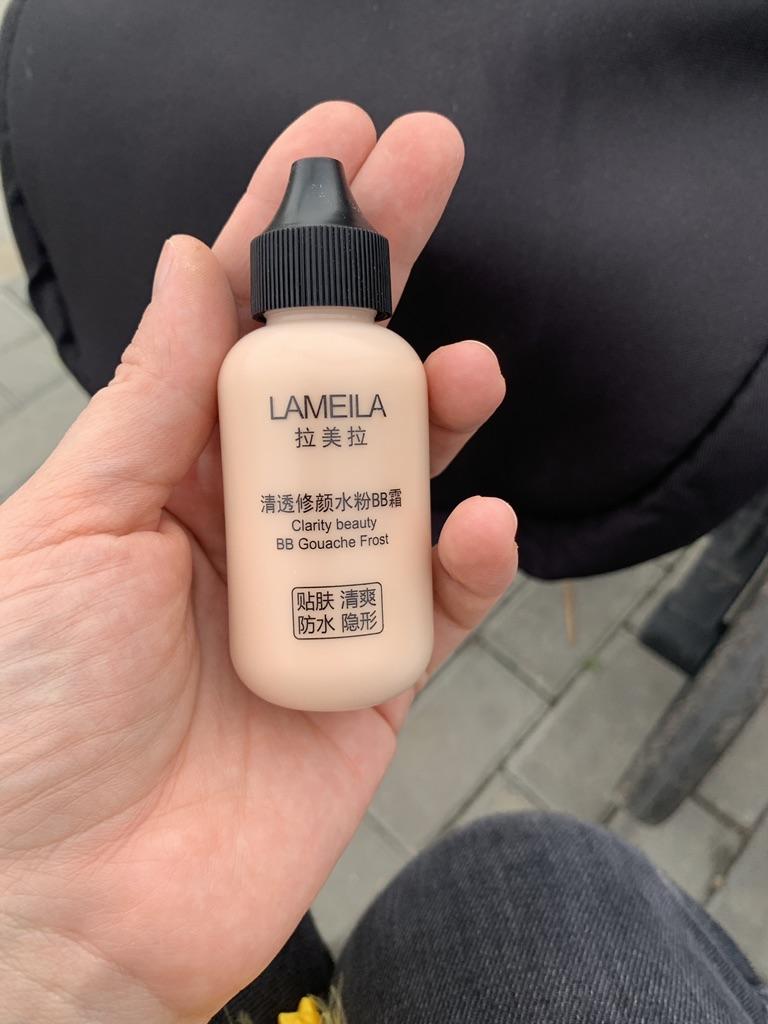 LAMEILA
拉美拉
清透修颜水粉BB霜
Clarity beauty
BB Gouache Frost
贴肤 清爽
防水 隐形